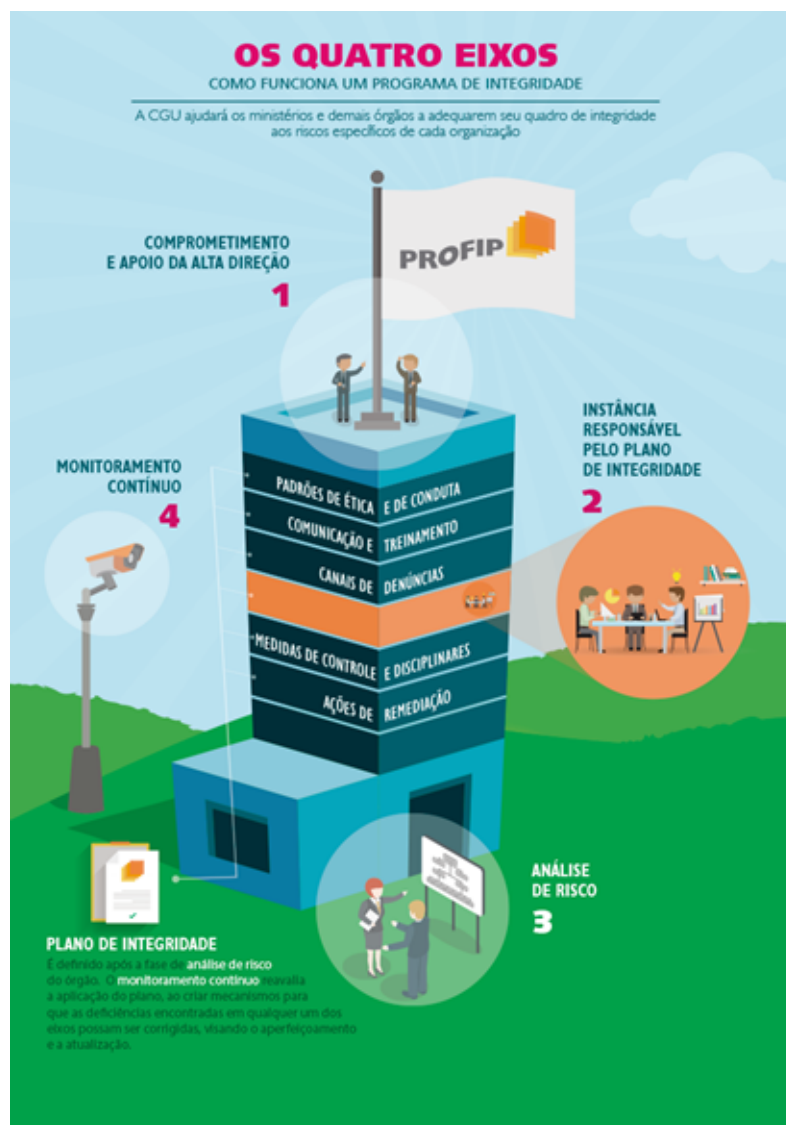 OS QUATRO EIXOS
COMO FUNCIONA UM PROGRAMA DE INTEGRIDADE
A CGU ajudará os ministérios e demais órgãos a adequarem seu quadro de integridade
aos riscos específicos de cada organização
PROFIP
COMPROMETIMENTO
E APOIO DA ALTA DIREÇÃO
1
INSTÂNCIA
RESPONSÁVEL
PELO PLANO
DE INTEGRIDADE
2
MONITORAMENTO
CONTÍNUO
4
PADRÕES DE ÉTICA E DE CONDUTA
COMUNICAÇÃO E TREINAMENTO
CANAIS DE DENÚNCIAS
MEDIDAS DE CONTROLE E DISCIPLINARES
AÇÕES DE REMEDIAÇÃO
ANÁLISE
DE RISCO
3
PLANO DE INTEGRIDADE
É definido após a fase de análise de risco
do órgão. O monitoramento contínuo reavalia
a aplicação do plano, ao criar mecanismos para
que as deficiências encontradas em qualquer um dos
eixos possam ser corrigidas, visando o aperfeiçoamento
e a atualização.